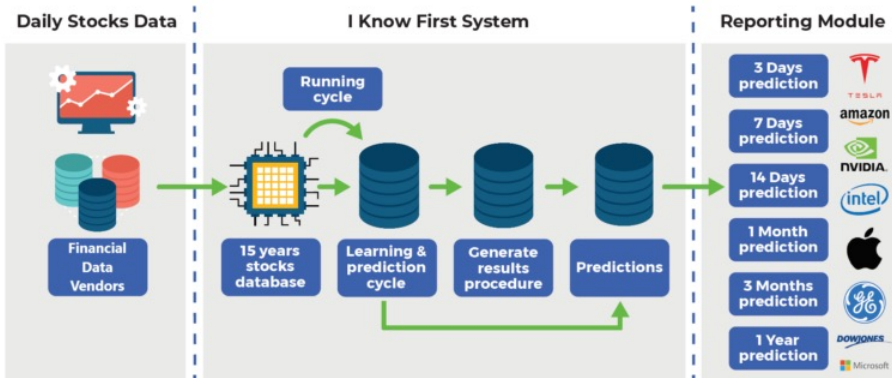 Daily Stocks Data
I Know First System
Reporting Module
Running
cycle
Financial
Data
Vendors
15 years
stocks
database
Learning &
prediction
cycle
Generate
results
procedure
Predictions
3 Days
prediction
7 Days
prediction
14 Days
prediction
1 Month
prediction
3 Months
prediction
1 Year
prediction
TESLA
amazon
NVIDIA.
intel
GE
DOWJONES
Microsoft